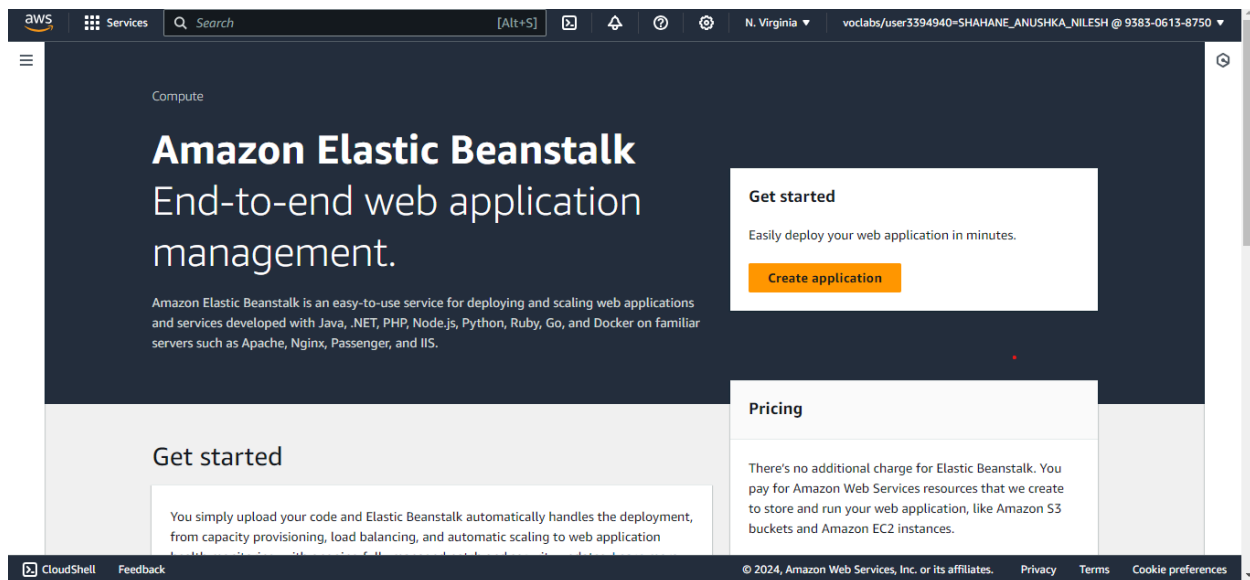 aws Services Search [Alt+S] N. Virginia voclabs/user3394940=SHAHANE_ANUSHKA_NILESH @ 9383-0613-8750
Compute
Amazon Elastic Beanstalk
End-to-end web application
management.
Amazon Elastic Beanstalk is an easy-to-use service for deploying and scaling web applications
and services developed with Java, .NET, PHP, Node.js, Python, Ruby, Go, and Docker on familiar
servers such as Apache, Nginx, Passenger, and IIS.
Get started
Easily deploy your web application in minutes.
Create application
Get started
You simply upload your code and Elastic Beanstalk automatically handles the deployment,
from capacity provisioning, load balancing, and automatic scaling to web application
Pricing
There's no additional charge for Elastic Beanstalk. You
pay for Amazon Web Services resources that we create
to store and run your web application, like Amazon S3
buckets and Amazon EC2 instances.
CloudShell Feedback © 2024, Amazon Web Services, Inc. or its affiliates. Privacy Terms Cookie preferences